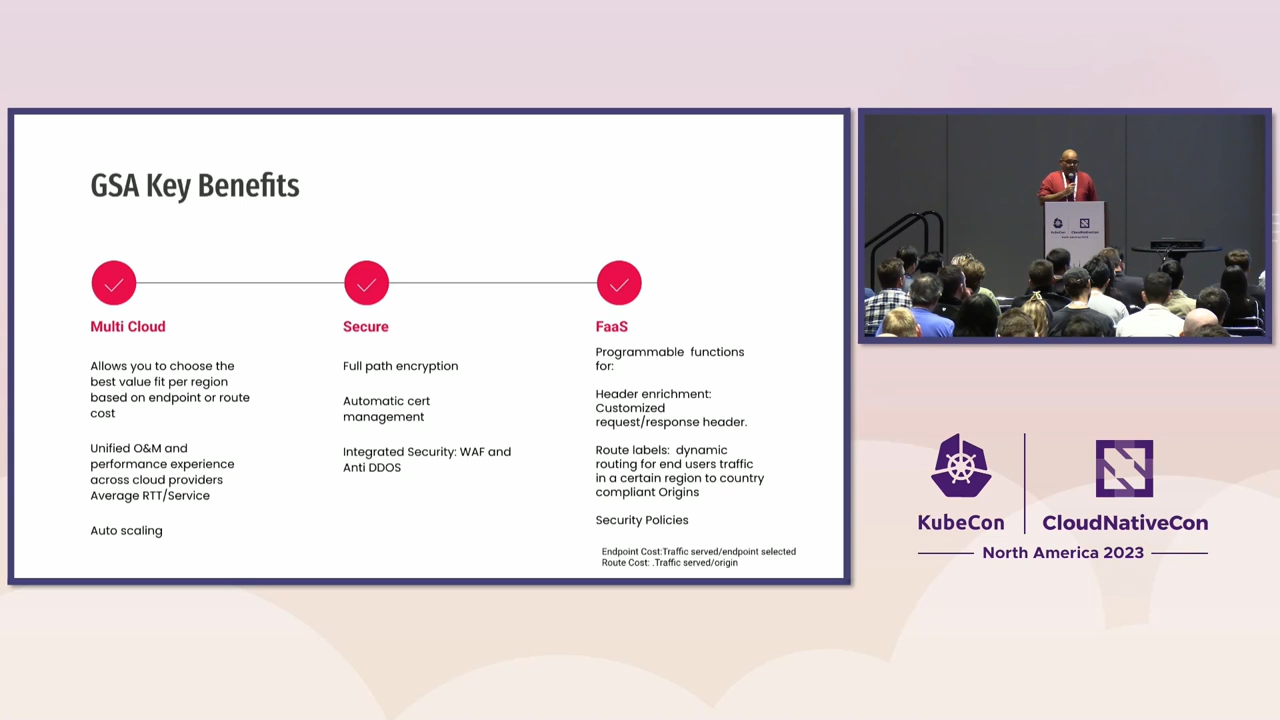 GSA Key Benefits
Multi Cloud
Allows you to choose the
best value fit per region
based on endpoint or route
cost
Unified O&M and
performance experience
across cloud providers
Average RTT/Service
Auto scaling
Secure
Full path encryption
Automatic cert
management
Integrated Security: WAF and
Anti DDOS
FaaS
Programmable functions
for:
Header enrichment:
Customized
request/response header.
Route labels: dynamic
routing for end users traffic
in a certain region to country
compliant Origins
Security Policies
Endpoint Cost:Traffic served/endpoint selected
Route Cost: .Traffic served/origin
KubeCon
CloudNativeCon
KubeCon
CloudNativeCon
North America 2023